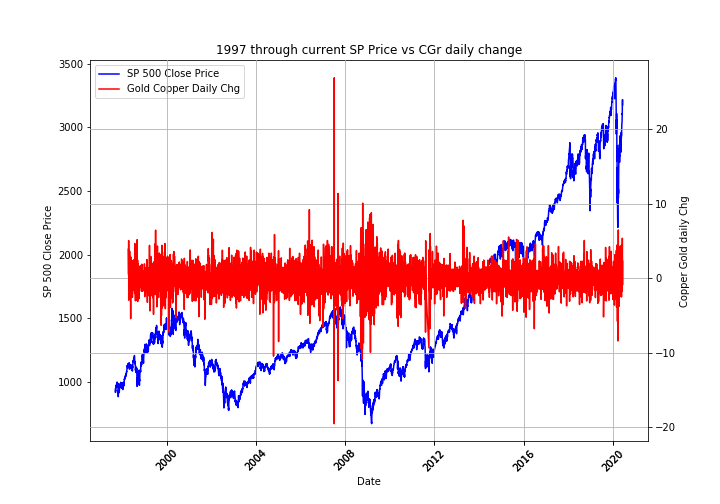 1997 through current SP Price vs CGr daily change
SP 500 Close Price
Gold Copper Daily Chg
3500
3000
2500
2000
1500
1000
SP 500 Close Price
20
10
0
−10
−20
Copper Gold daily Chg
2000
2004
2008
2012
2016
2020
Date